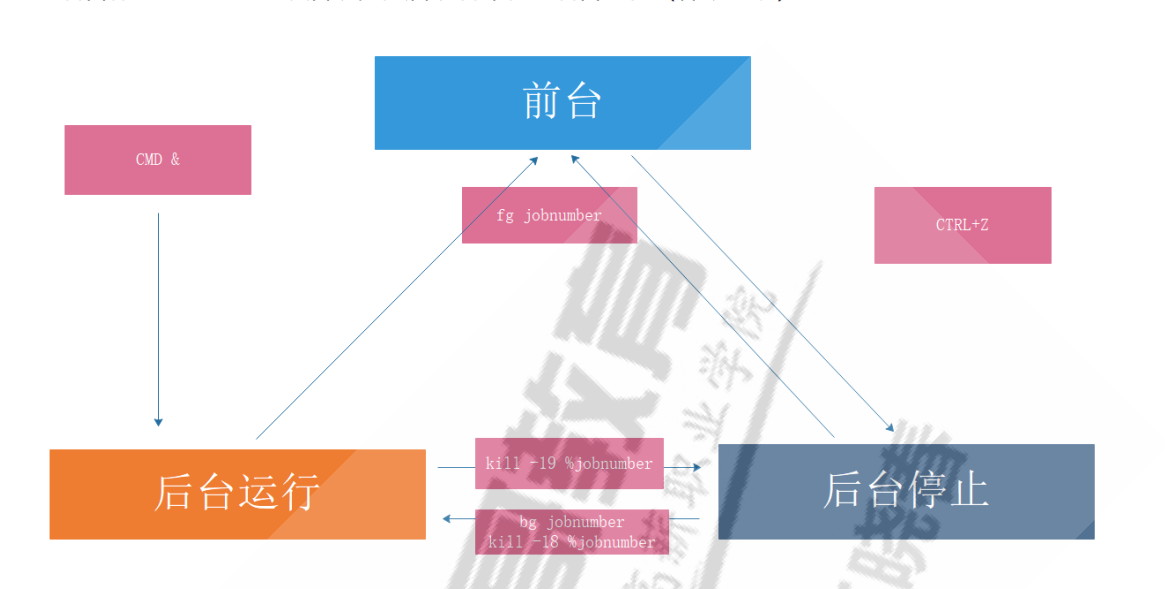 前台
CMD &
fg jobnumber
CTRL+Z
kill -19 %jobnumber
后台运行
后台停止
bg jobnumber
kill -18 %jobnumber